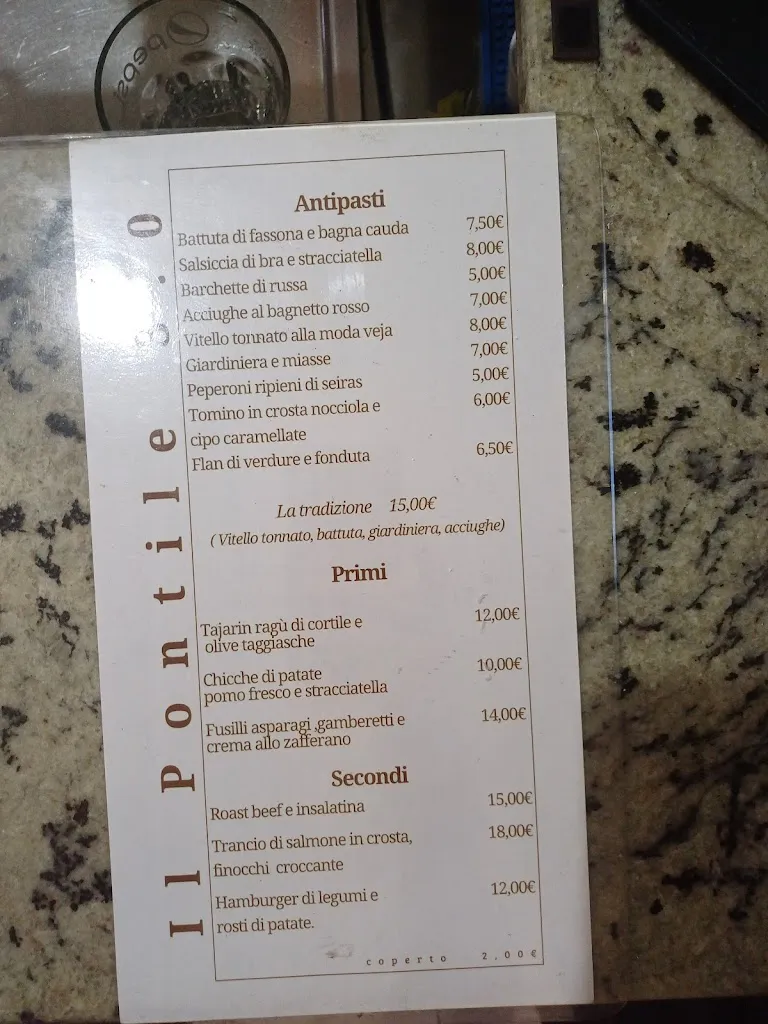 pepsi
Antipasti
Battuta di fassona e bagna cauda 7,50€
Salsiccia di bra e stracciatella 8,00€
Barchette di russa 5,00€
Acciughe al bagnetto rosso 7,00€
Vitello tonnato alla moda veja 8,00€
Giardiniera e miasse 7,00€
Peperoni ripieni di seiras 5,00€
Tomino in crosta nocciola e 6,00€
cipo caramellate
Flan di verdure e fonduta 6,50€
La tradizione 15,00€
( Vitello tonnato, battuta, giardiniera, acciughe)
Primi
Tajarin ragù di cortile e 12,00€
olive taggiasche
Chicche di patate 10,00€
pomo fresco e stracciatella
Fusilli asparagi ,gamberetti e 14,00€
crema allo zafferano
Secondi
Roast beef e insalatina 15,00€
Trancio di salmone in crosta, 18,00€
finocchi croccante
Hamburger di legumi e 12,00€
rosti di patate.
coperto 2.00€
Il Pontile 3.0